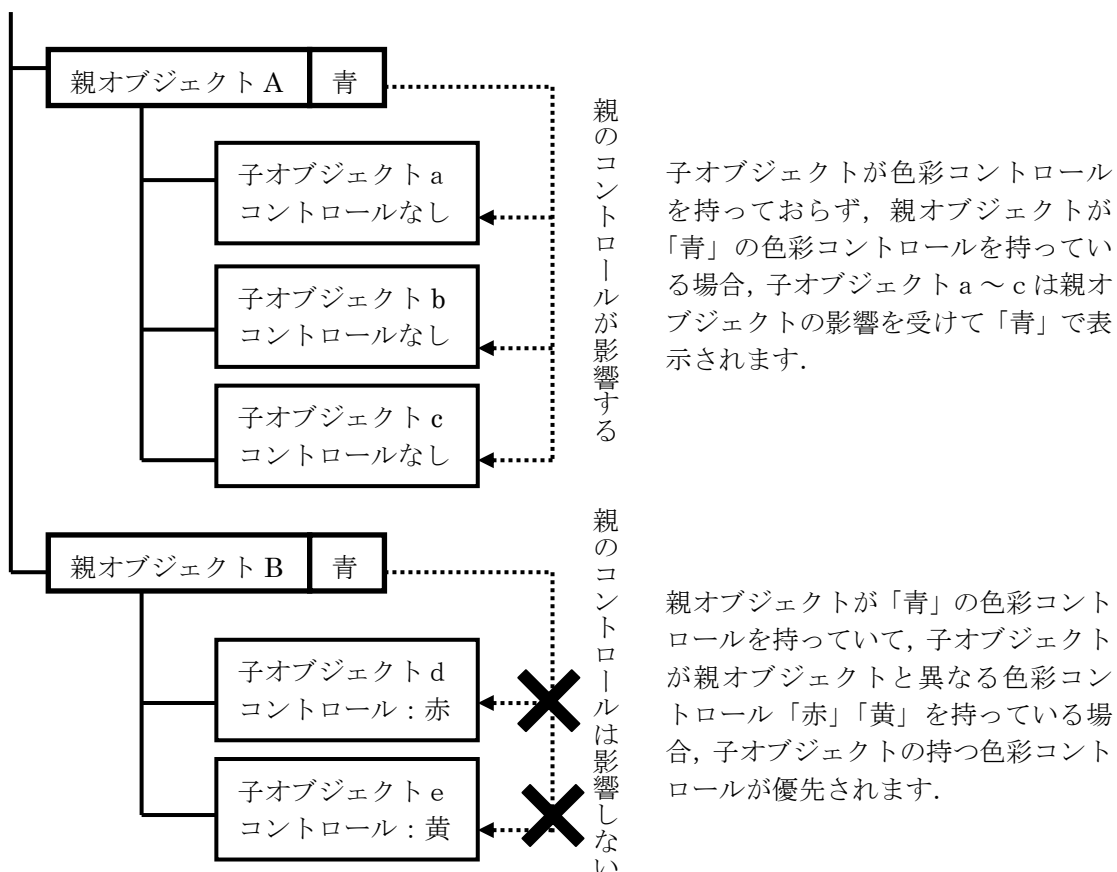 親オブジェクト A 青
子オブジェクト a
コントロールなし
子オブジェクト b
コントロールなし
子オブジェクト c
コントロールなし
親のコントロールが影響する
子オブジェクトが色彩コントロール
を持っておらず，親オブジェクトが
「青」の色彩コントロールを持ってい
る場合，子オブジェクト a ～ c は親オ
ブジェクトの影響を受けて「青」で表
示されます．
親オブジェクト B 青
子オブジェクト d
コントロール：赤
子オブジェクト e
コントロール：黄
親のコントロールは影響しない
親オブジェクトが「青」の色彩コント
ロールを持っていて，子オブジェクト
が親オブジェクトと異なる色彩コン
トロール「赤」「黄」を持っている場
合，子オブジェクトの持つ色彩コント
ロールが優先されます．